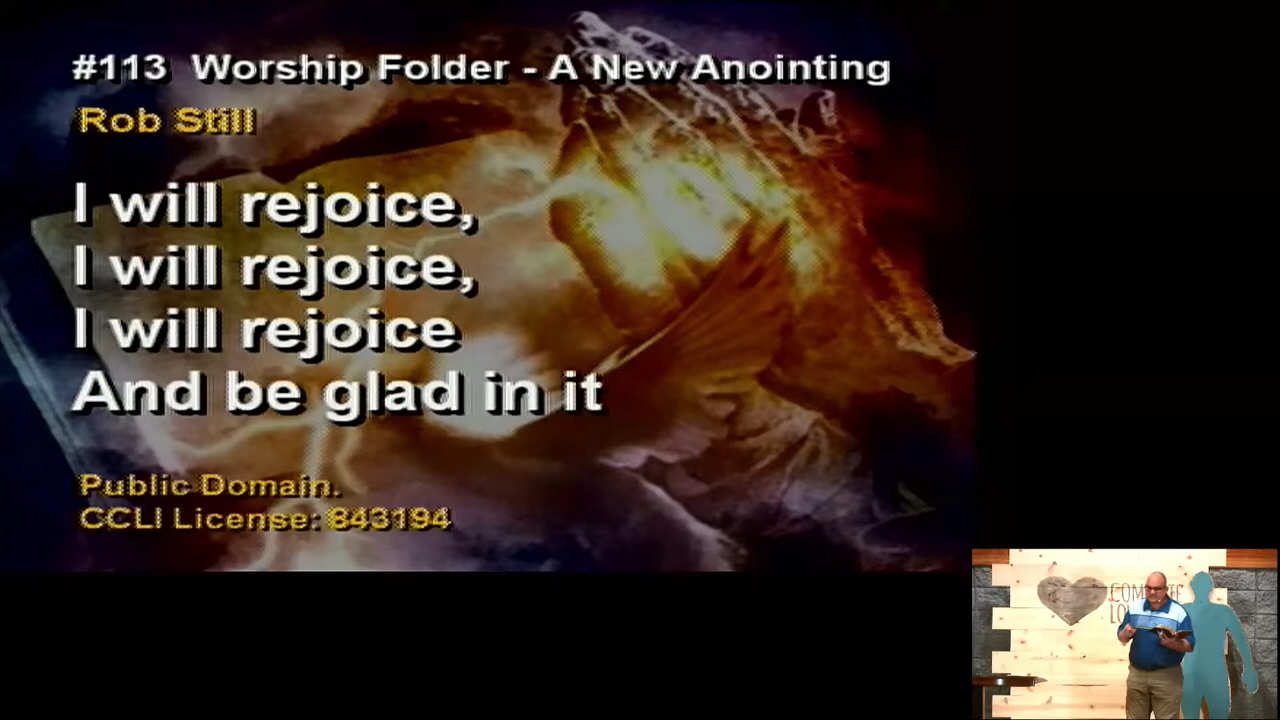 #113 Worship Folder - A New Anointing
Rob Still
I will rejoice,
I will rejoice,
I will rejoice
And be glad in it
Public Domain.
CCLI License: 843194